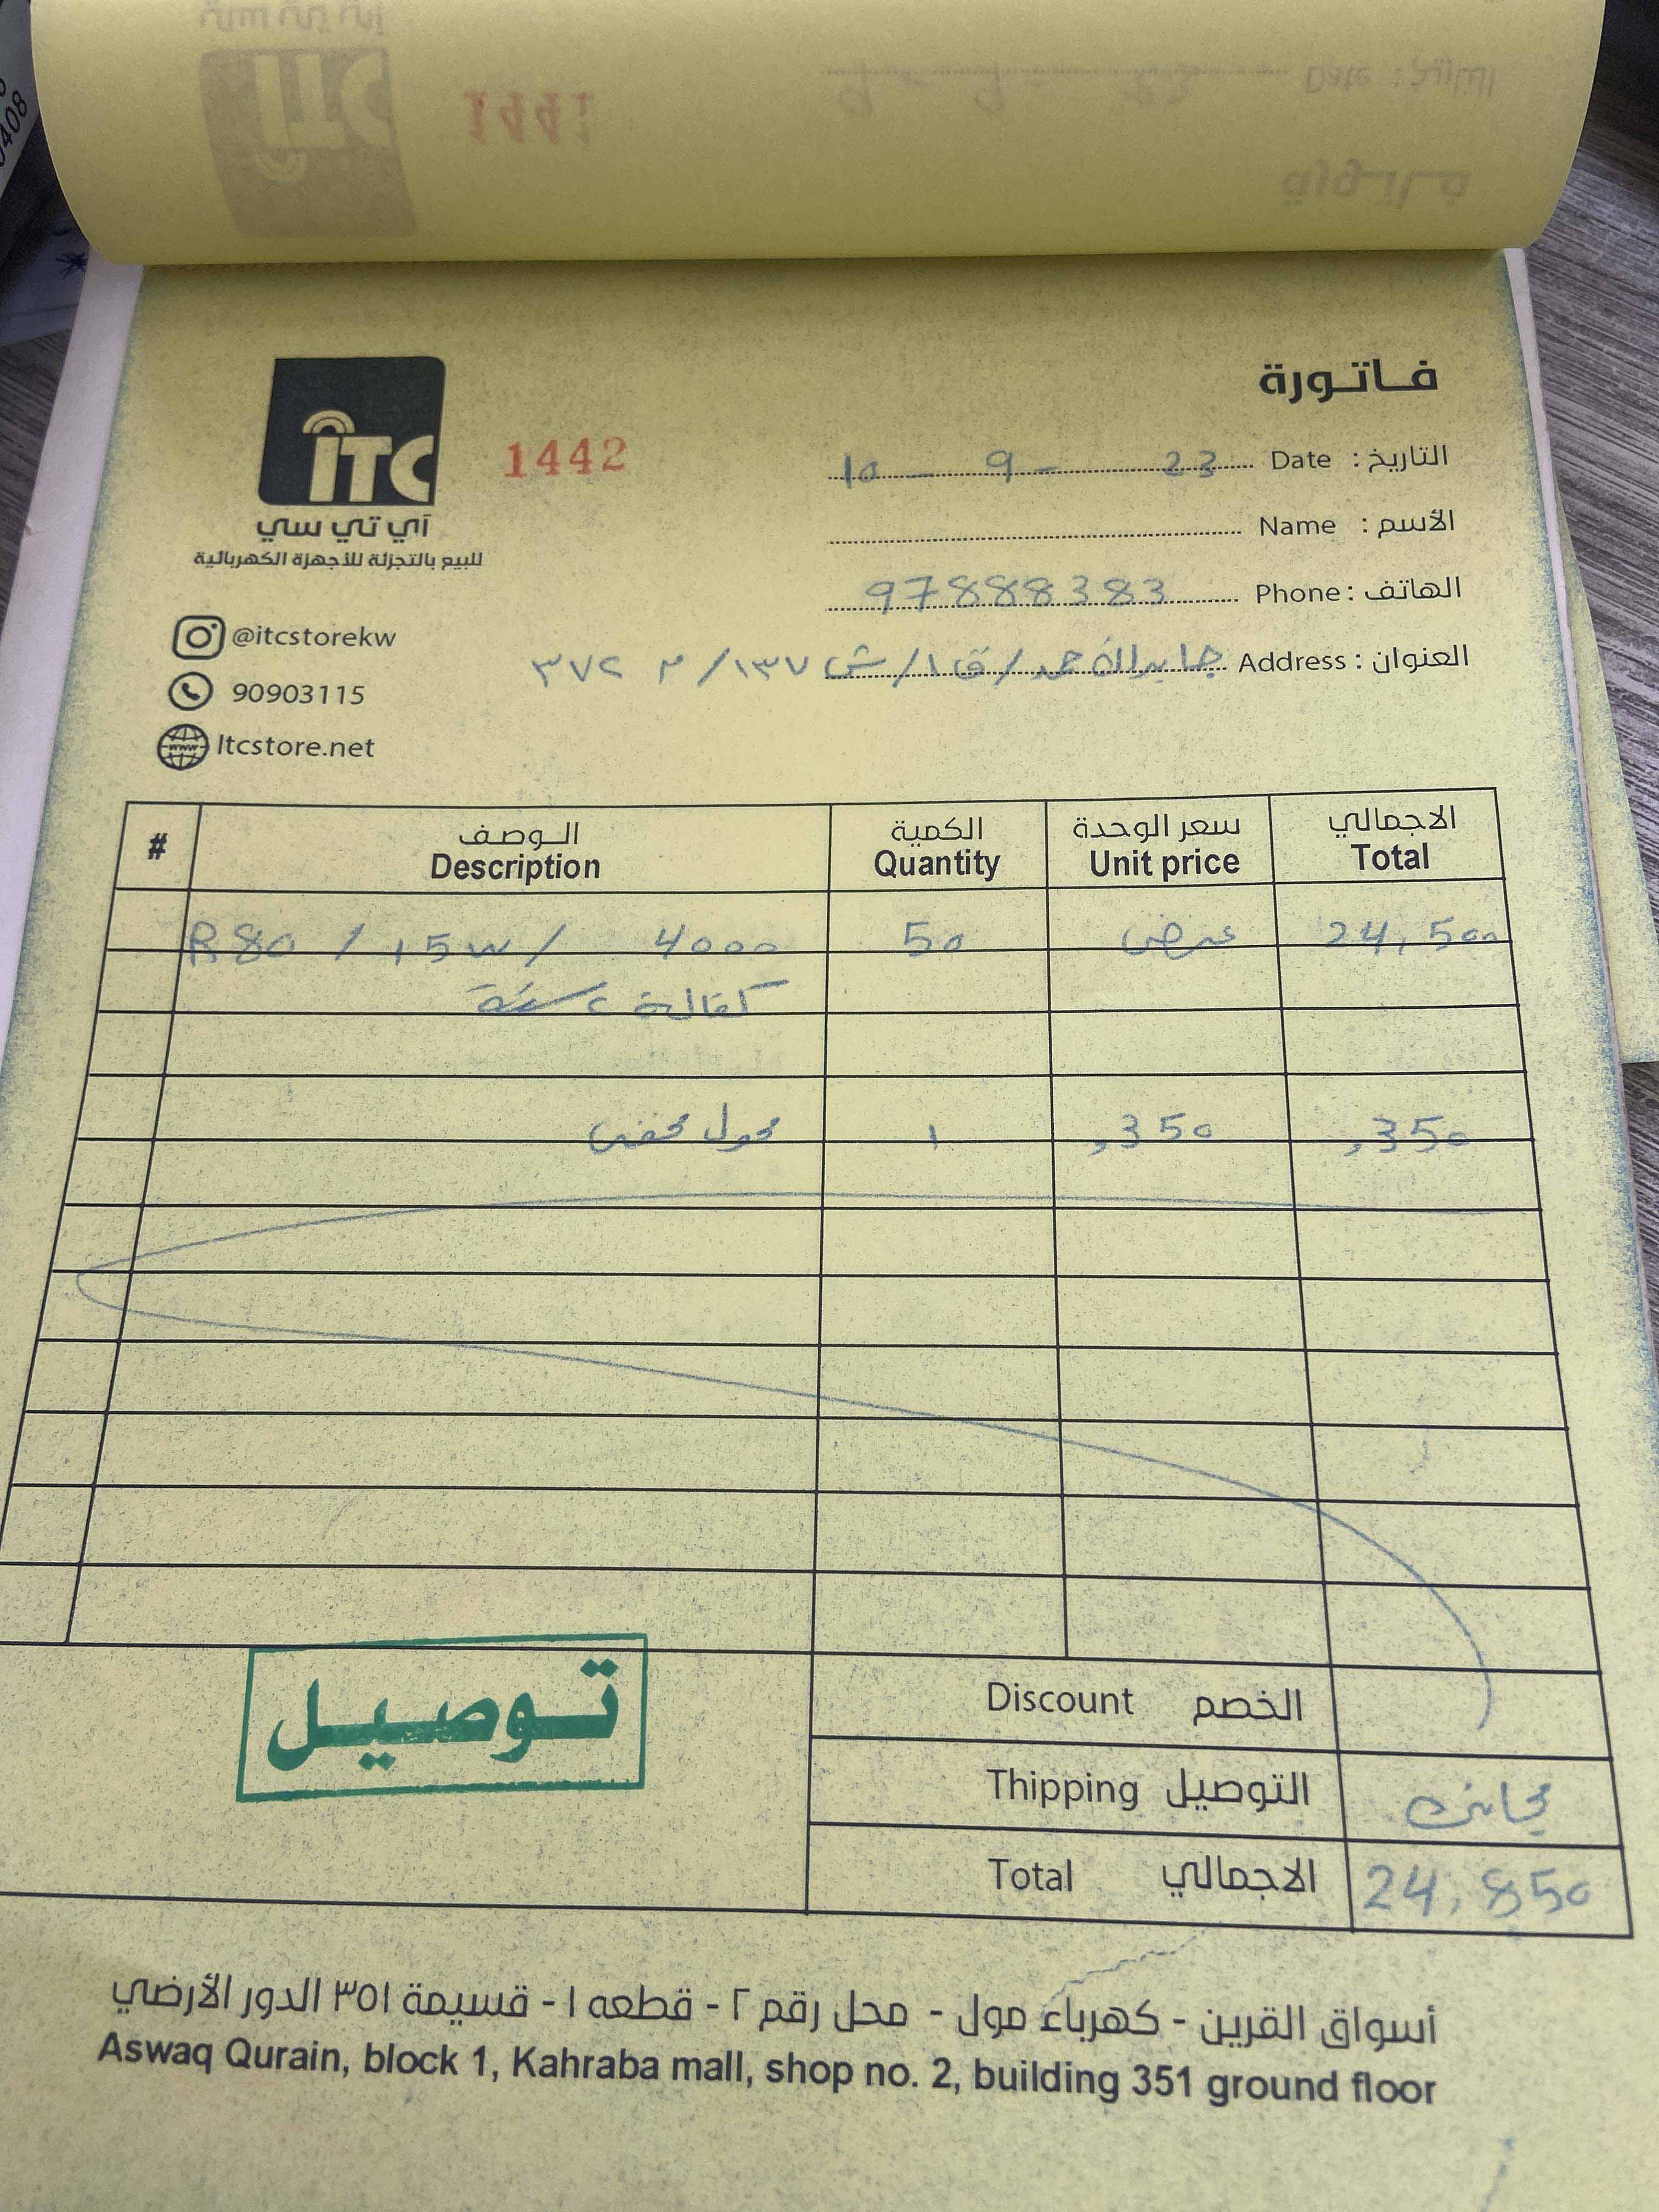 1441
فـاتـورة
ITC
1442
آي تي سي
للبيع بالتجزئة للأجهزة الكهربائية
التاريخ : Date 10 - 9 - 23
الأسم : Name
الهاتف : Phone 97888383
العنوان : Address جابر الأحمد / ق ١ / ش ١٣٧ / م ٣٧٢
@itcstorekw
90903115
Itcstore.net
# الـوصـف الكمية سعر الوحدة الاجمالي
Description Quantity Unit price Total
R80 / 15w / 4000 50 عرض 24,500
كفالة ٢ سنة
محول مخفي 1 ,350 ,350
توصيل
Discount الخصم
Thipping التوصيل مجاني
Total الاجمالي 24,850
أسواق القرين - كهرباء مول - محل رقم ٢ - قطعه ١ - قسيمة ٣٥١ الدور الأرضي
Aswaq Qurain, block 1, Kahraba mall, shop no. 2, building 351 ground floor